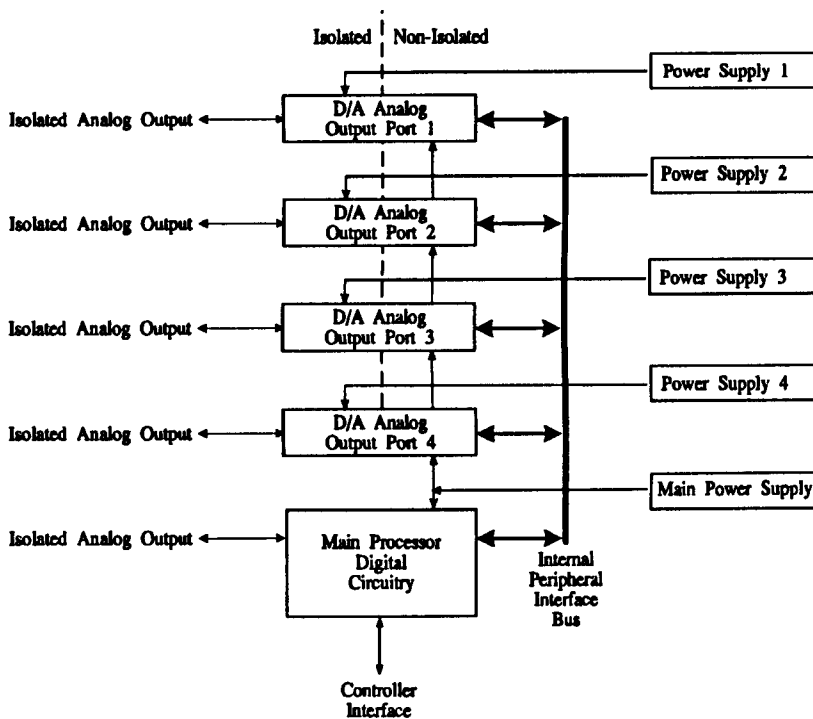 Isolated Non-Isolated
Power Supply 1
Isolated Analog Output
D/A Analog
Output Port 1
Power Supply 2
Isolated Analog Output
D/A Analog
Output Port 2
Power Supply 3
Isolated Analog Output
D/A Analog
Output Port 3
Power Supply 4
Isolated Analog Output
D/A Analog
Output Port 4
Main Power Supply
Isolated Analog Output
Main Processor
Digital
Circuitry
Internal
Peripheral
Interface
Bus
Controller
Interface